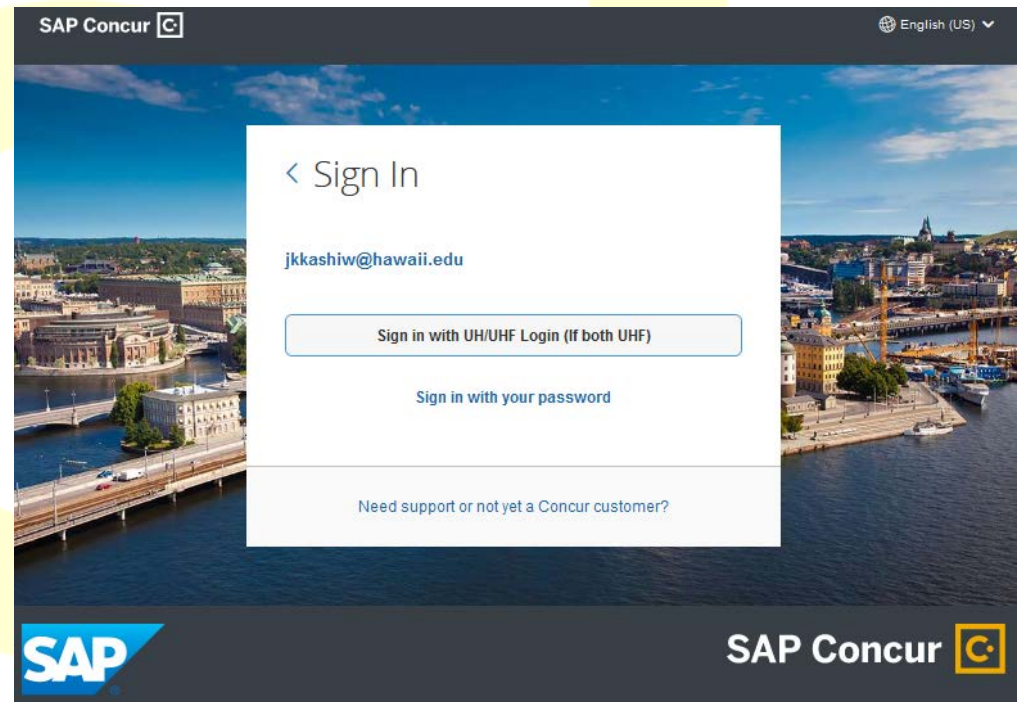 SAP Concur
English (US)
Sign In
jkkashiw@hawaii.edu
Sign in with UH/UHF Login (If both UHF)
Sign in with your password
Need support or not yet a Concur customer?
SAP
SAP Concur